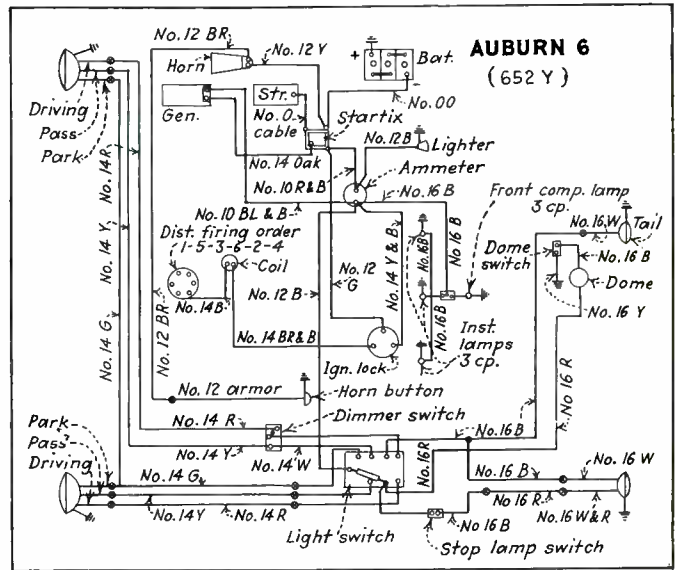 No. 12 BR
No. 12 Y
Horn
+
Bat.
-
AUBURN 6
(652 Y)
Gen.
Str.
No. 0 cable
Startix
No. 00
Driving
Pass
Park
No. 14 Oak
No. 12 B
Lighter
Ammeter
No. 10 R & B
No. 16 B
No. 10 BL & B
Front comp. lamp
3 cp.
No. 14 R
No. 14 Y
No. 14 G
No. 12 BR
Dist. firing order
1-5-3-6-2-4
Coil
No. 14 B
No. 12 B
No. 12 G
No. 14 Y & B
No. 16 B
No. 16 B
No. 16 B
No. 16 W
Tail
Dome switch
No. 16 B
Dome
No. 16 Y
No. 14 BR & B
Ign. lock
Inst. lamps
3 cp.
No. 16 R
No. 12 armor
Horn button
No. 14 R
Dimmer switch
No. 14 Y
No. 14 W
No. 16 R
No. 16 B
Park
Pass
Driving
No. 14 G
No. 14 Y
No. 14 R
Light switch
No. 16 B
No. 16 W
No 16 R
No. 16 W & R
No 16 B
Stop lamp switch